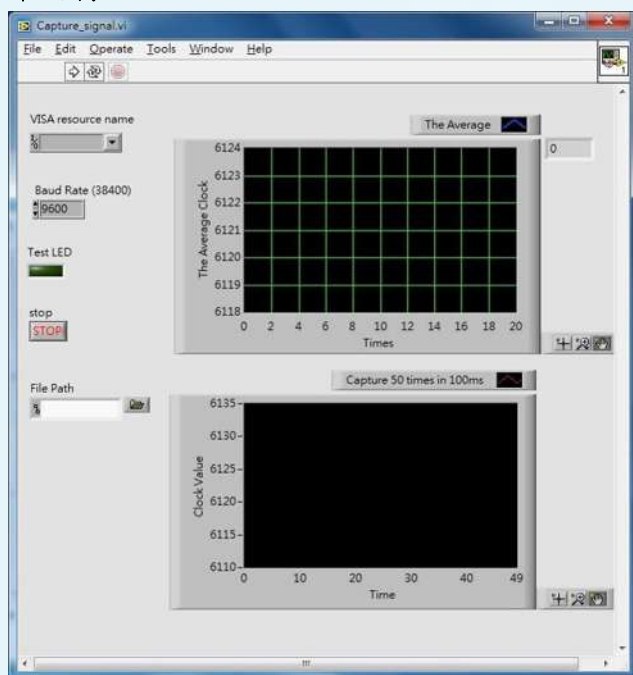 Capture_signal.vi
File Edit Operate Tools Window Help
1
VISA resource name
The Average
0
Baud Rate (38400)
9600
Test LED
stop
STOP
The Average Clock
6124
6123
6122
6121
6120
6119
6118
0 2 4 6 8 10 12 14 16 18 20
Times
File Path
Capture 50 times in 100ms
Clock Value
6135
6130
6125
6120
6115
6110
0 10 20 30 40 49
Time